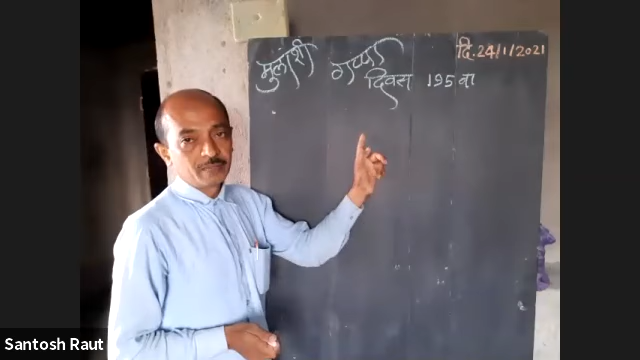 दि. 24/1/2021
मुलांशी गप्पा
दिवस 195 वा
Santosh Raut